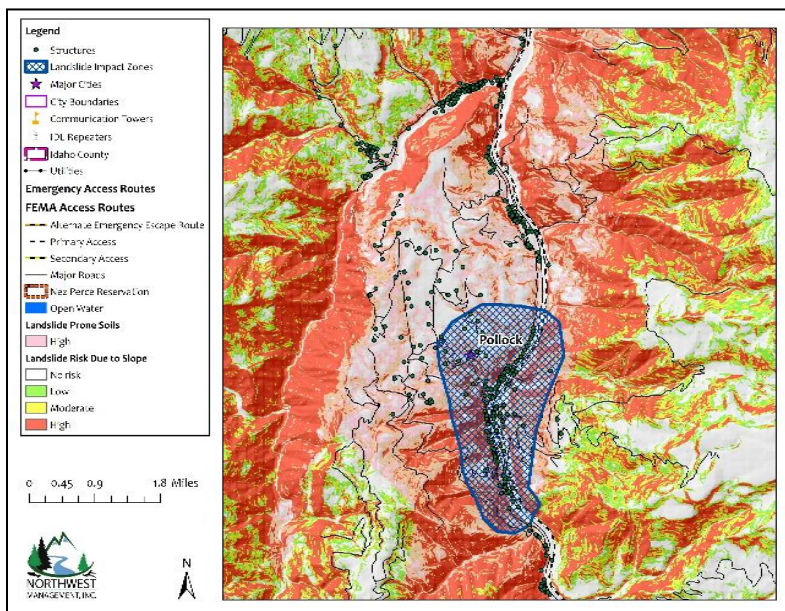 Legend
Structures
Landslide Impact Zones
Major Cities
City Boundaries
Communication Towers
IDL Repeaters
Idaho County
Utilities
Emergency Access Routes
FEMA Access Routes
Alternate Emergency Escape Route
Primary Access
Secondary Access
Major Roads
Nez Perce Reservation
Open Water
Landslide Prone Soils
High
Landslide Risk Due to Slope
No risk
Low
Moderate
High
0 0.45 0.9 1.8 Miles
NORTHWEST
MANAGEMENT, INC.
N
Pollock